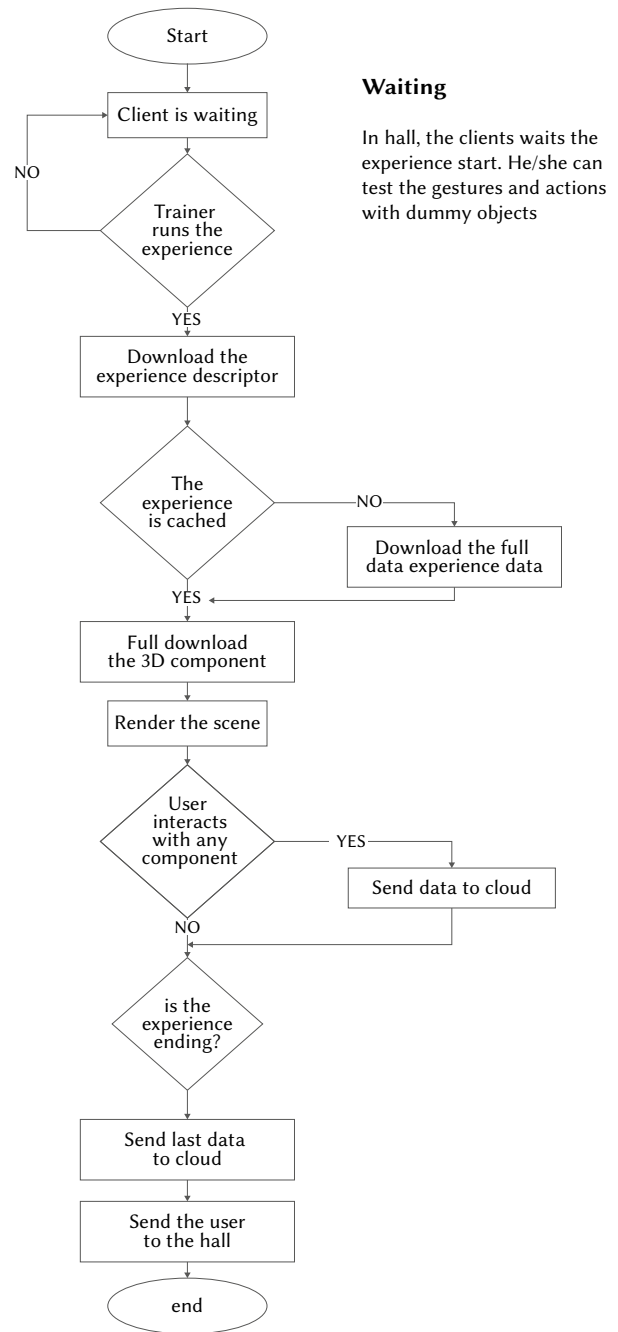 Start
Client is waiting
Waiting
In hall, the clients waits the
experience start. He/she can
test the gestures and actions
with dummy objects
NO
Trainer
runs the
experience
YES
Download the
experience descriptor
The
experience
is cached
NO
Download the full
data experience data
YES
Full download
the 3D component
Render the scene
User
interacts
with any
component
YES
Send data to cloud
NO
is the
experience
ending?
Send last data
to cloud
Send the user
to the hall
end